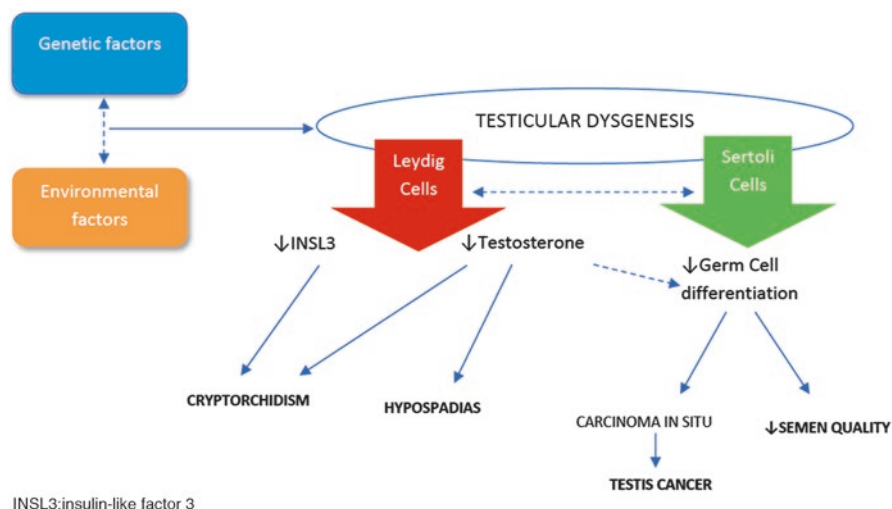 Genetic factors
TESTICULAR DYSGENESIS
Leydig
Cells
Sertoli
Cells
Environmental
factors
↓INSL3
↓Testosterone
↓Germ Cell
differentiation
CRYPTORCHIDISM
HYPOSPADIAS
CARCINOMA IN SITU
↓SEMEN QUALITY
TESTIS CANCER
INSL3:insulin-like factor 3